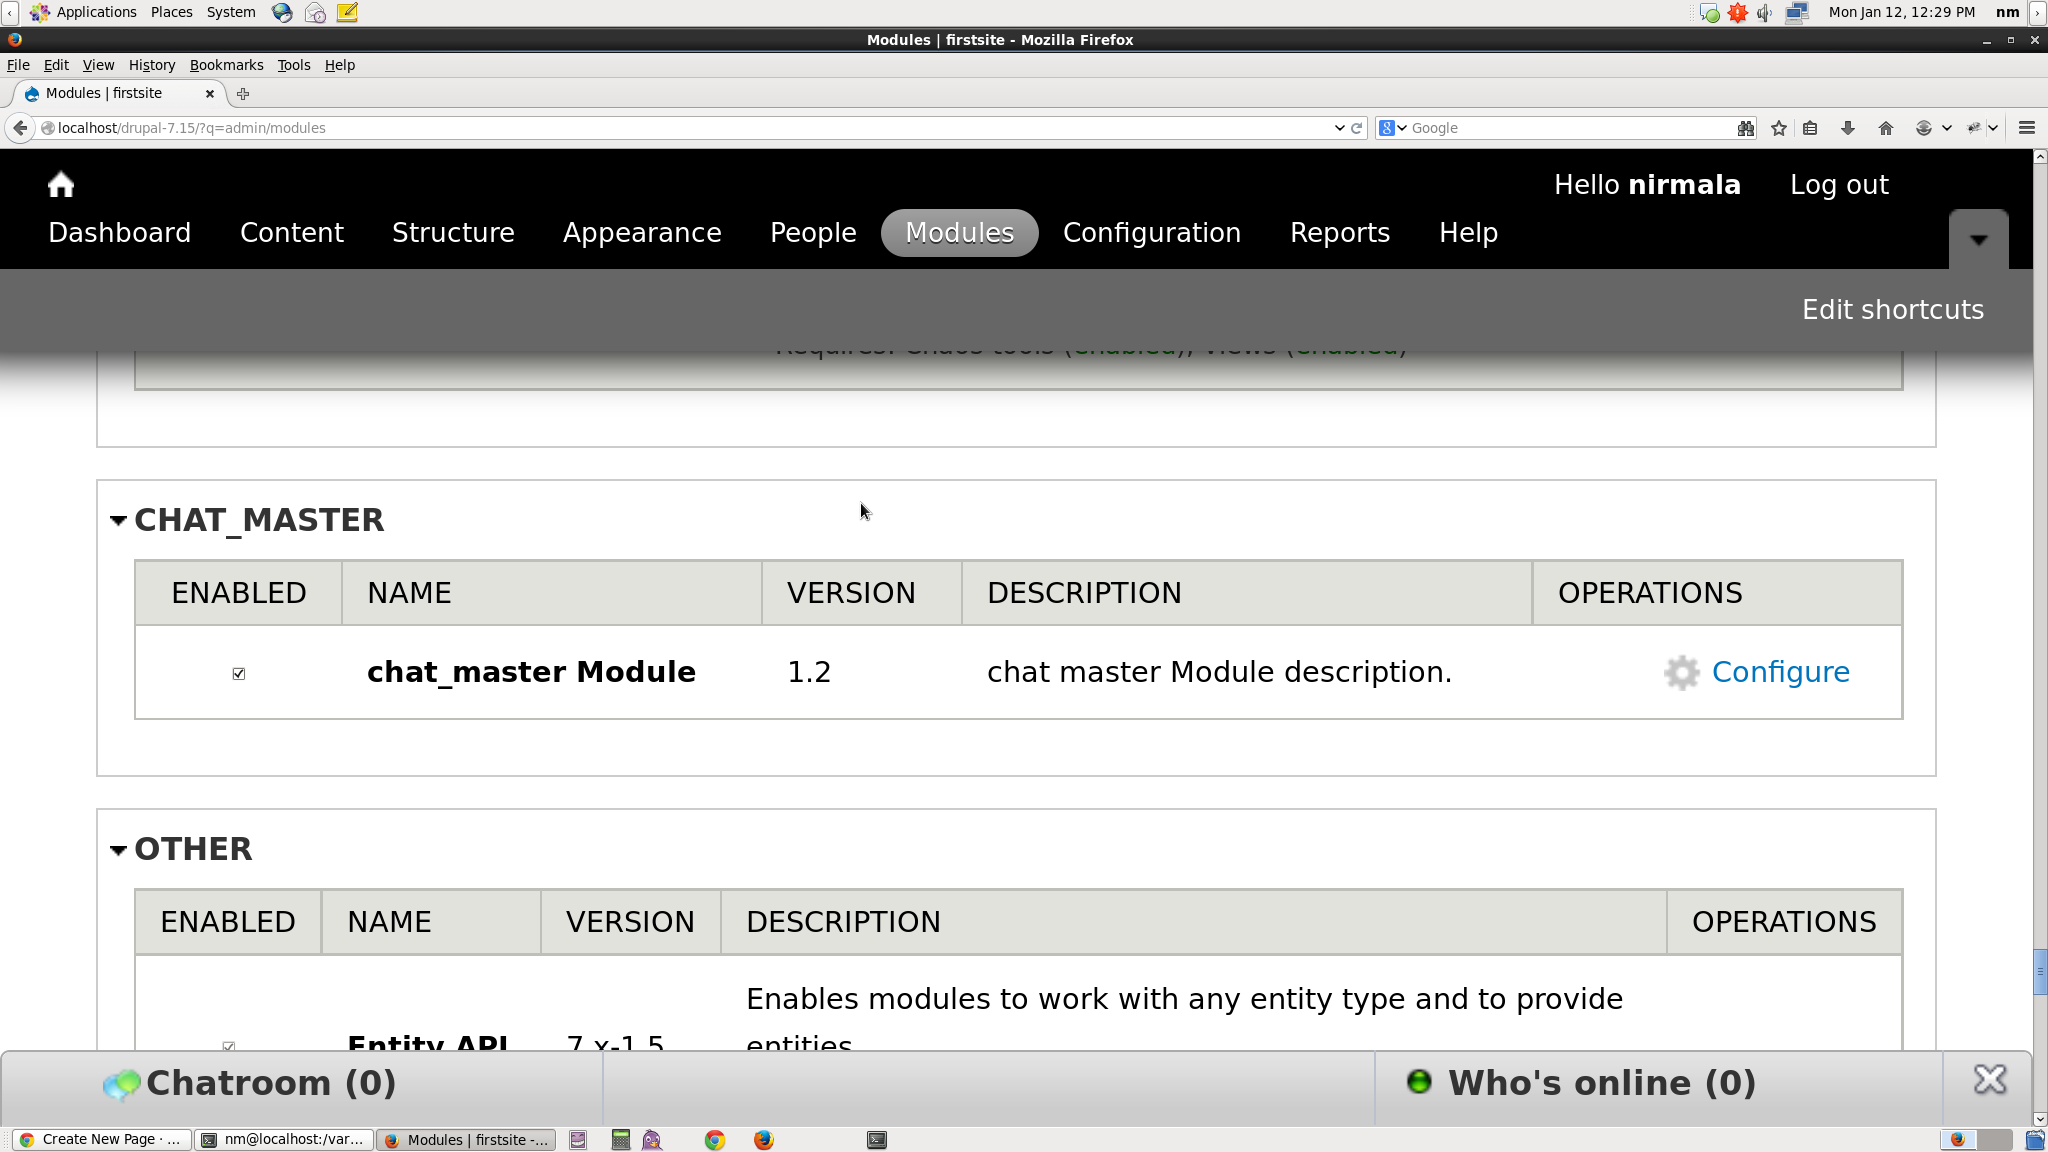 Applications Places System Mon Jan 12, 12:29 PM nm
Modules | firstsite - Mozilla Firefox
File Edit View History Bookmarks Tools Help
Modules | firstsite
localhost/drupal-7.15/?q=admin/modules Google
Hello nirmala Log out
Dashboard Content Structure Appearance People Modules Configuration Reports Help
Edit shortcuts
Requires: Chaos tools (enabled), Views (enabled)
CHAT_MASTER
ENABLED NAME VERSION DESCRIPTION OPERATIONS
chat_master Module 1.2 chat master Module description. Configure
OTHER
ENABLED NAME VERSION DESCRIPTION OPERATIONS
Enables modules to work with any entity type and to provide
Entity API 7.x-1.5 entities.
Chatroom (0) Who's online (0)
Create New Page · ... nm@localhost:/var... Modules | firstsite -...